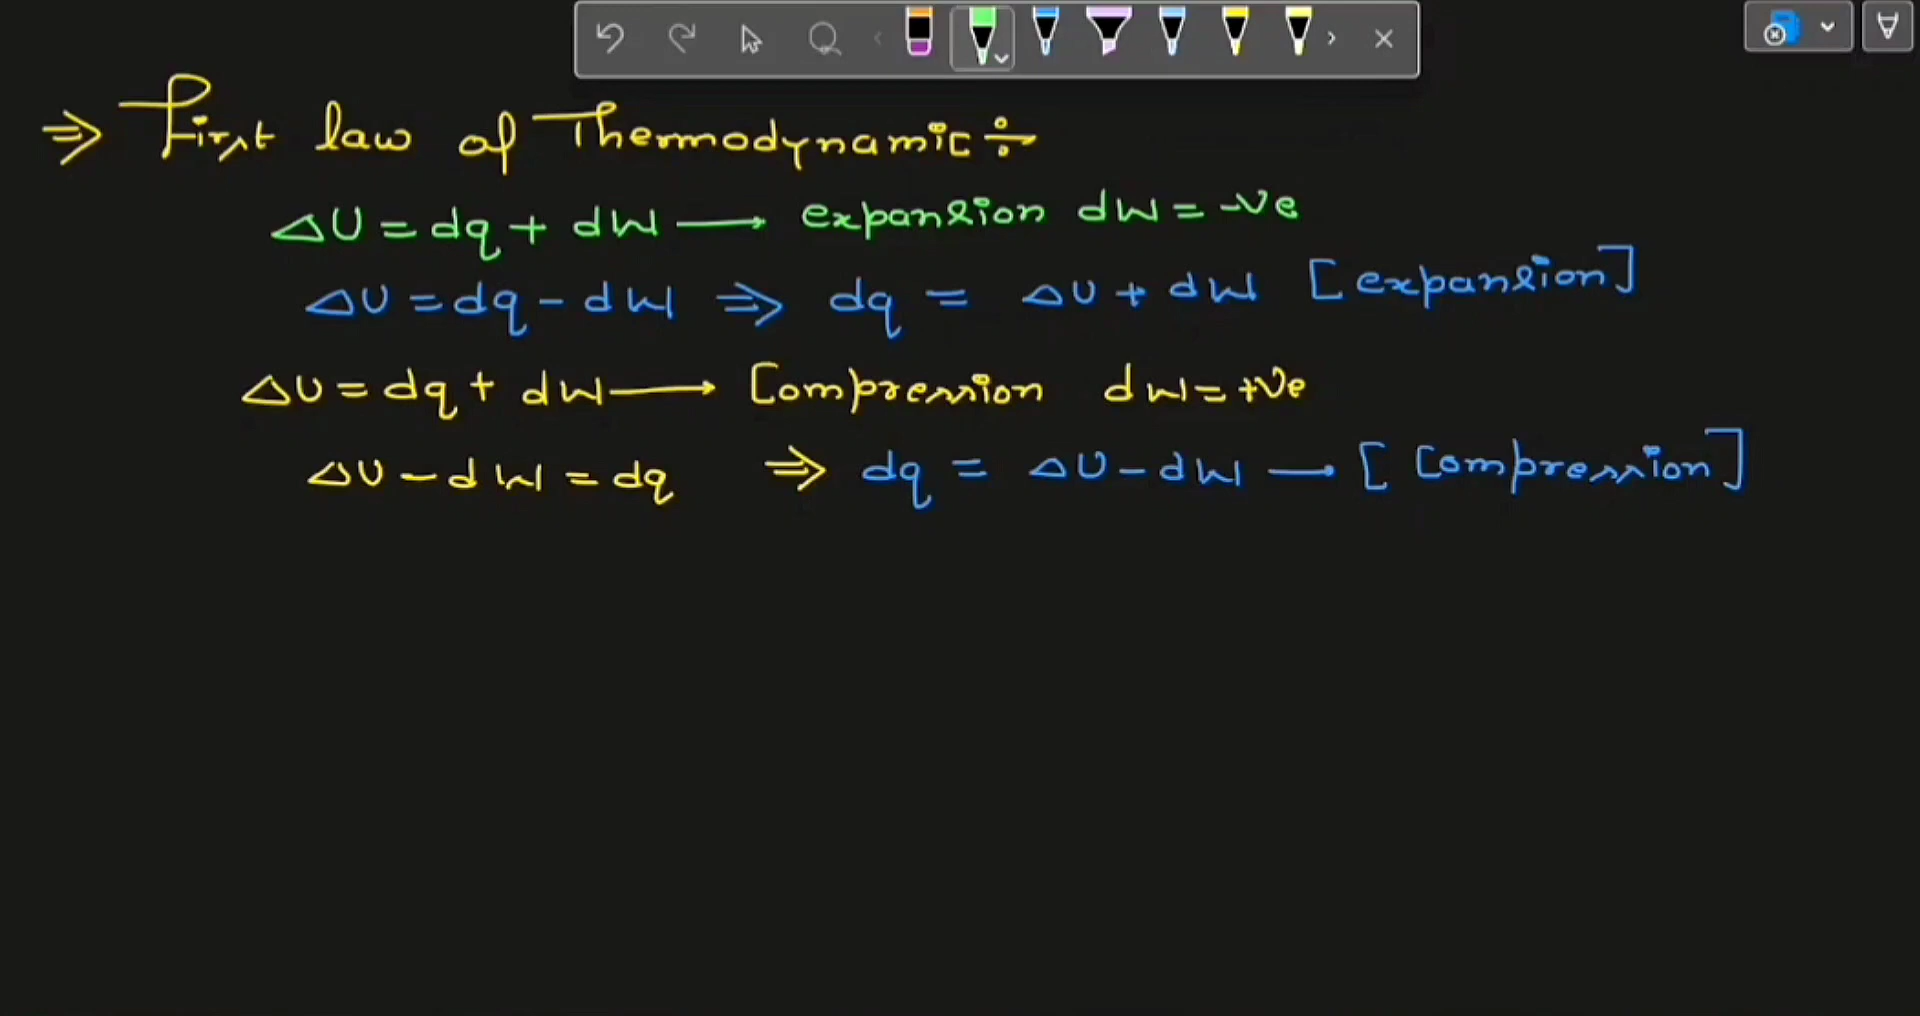 ⇒ First law of Thermodynamic ÷
ΔU = dq + dW ⟶ expansion dW = -ve
ΔU = dq - dW ⇒ dq = ΔU + dW [expansion]
ΔU = dq + dW ⟶ Compression dW = +ve
ΔU - dW = dq ⇒ dq = ΔU - dW ⟶ [Compression]